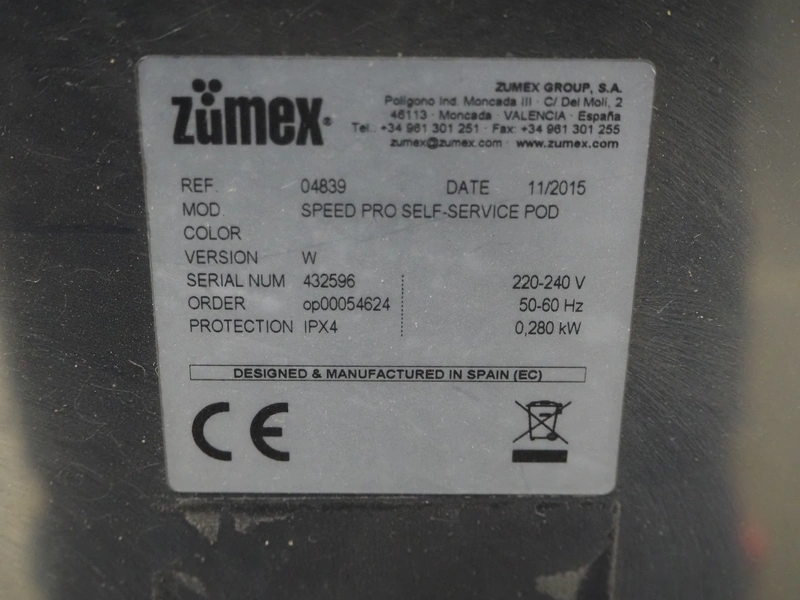 zümex®
ZUMEX GROUP, S.A.
Polígono Ind. Moncada III · C/ Del Molí, 2
46113 · Moncada · VALENCIA · España
Tel.: +34 961 301 251 · Fax: +34 961 301 255
zumex@zumex.com · www.zumex.com
REF. 04839 DATE 11/2015
MOD. SPEED PRO SELF-SERVICE POD
COLOR
VERSION W
SERIAL NUM 432596 220-240 V
ORDER op00054624 50-60 Hz
PROTECTION IPX4 0,280 kW
DESIGNED & MANUFACTURED IN SPAIN (EC)
CE